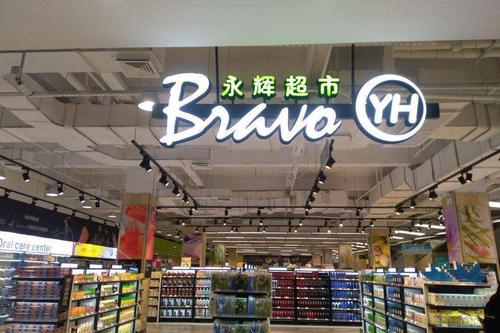 永辉超市
Bravo YH
Oral care center